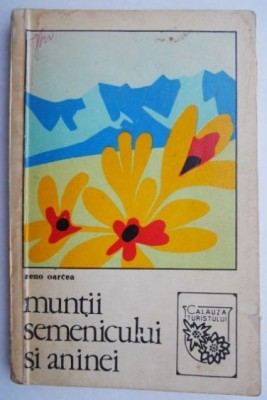 zeno oarcea
munții
semenicului
și aninei
CALAUZA
TURISTULUI